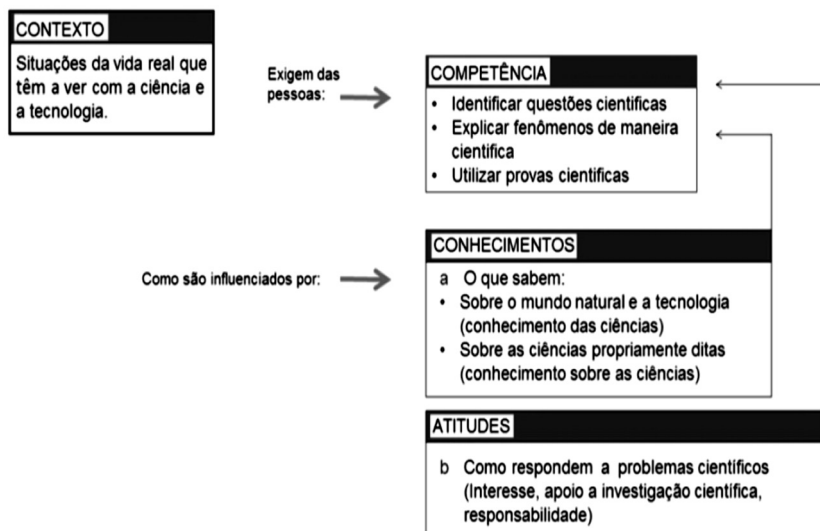 CONTEXTO
Situações da vida real que
têm a ver com a ciência e
a tecnologia.
Exigem das
pessoas:
COMPETÊNCIA
• Identificar questões cientificas
• Explicar fenômenos de maneira
cientifica
• Utilizar provas cientificas
Como são influenciados por:
CONHECIMENTOS
a O que sabem:
• Sobre o mundo natural e a tecnologia
(conhecimento das ciências)
• Sobre as ciências propriamente ditas
(conhecimento sobre as ciências)
ATITUDES
b Como respondem a problemas científicos
(Interesse, apoio a investigação científica,
responsabilidade)